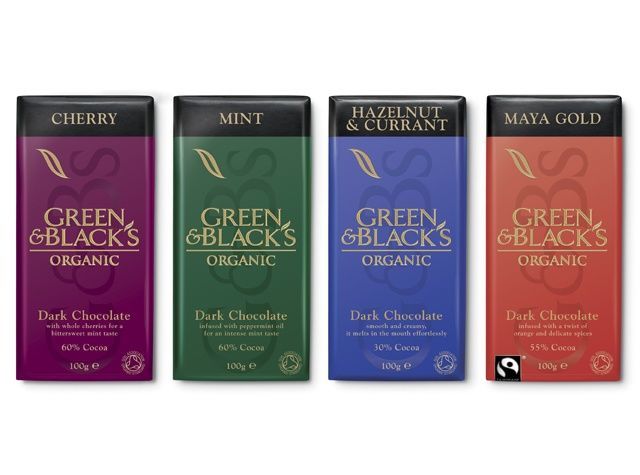 CHERRY
GREEN
&BLACK'S
ORGANIC
Dark Chocolate
with whole cherries for a
bittersweet mint taste
60% Cocoa
100g ℮
MINT
GREEN
&BLACK'S
ORGANIC
Dark Chocolate
infused with peppermint oil
for an intense mint taste
60% Cocoa
100g ℮
HAZELNUT
& CURRANT
GREEN
&BLACK'S
ORGANIC
Dark Chocolate
smooth and creamy,
it melts in the mouth effortlessly
30% Cocoa
100g ℮
MAYA GOLD
GREEN
&BLACK'S
ORGANIC
Dark Chocolate
infused with a twist of
orange and delicate spices
55% Cocoa
100g ℮